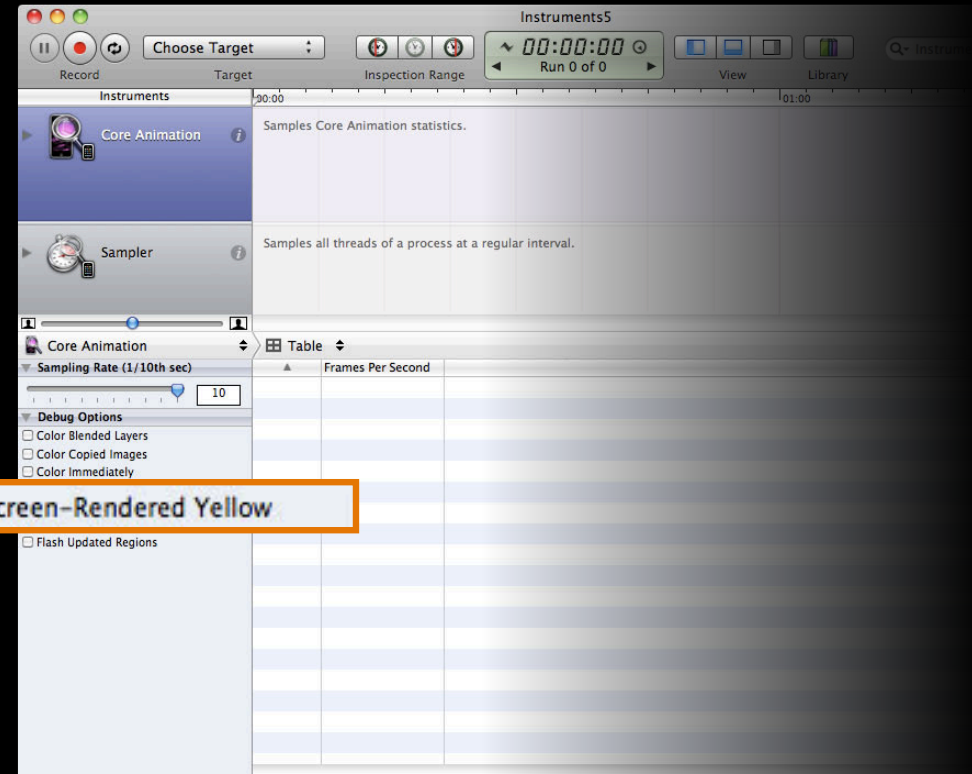 Instruments5
Choose Target
00:00:00
Run 0 of 0
Instrum
Record
Target
Inspection Range
View
Library
Instruments
00:00
01:00
Core Animation
Samples Core Animation statistics.
Sampler
Samples all threads of a process at a regular interval.
Core Animation
Table
Sampling Rate (1/10th sec)
Frames Per Second
10
Debug Options
Color Blended Layers
Color Copied Images
Color Immediately
creen-Rendered Yellow
Flash Updated Regions